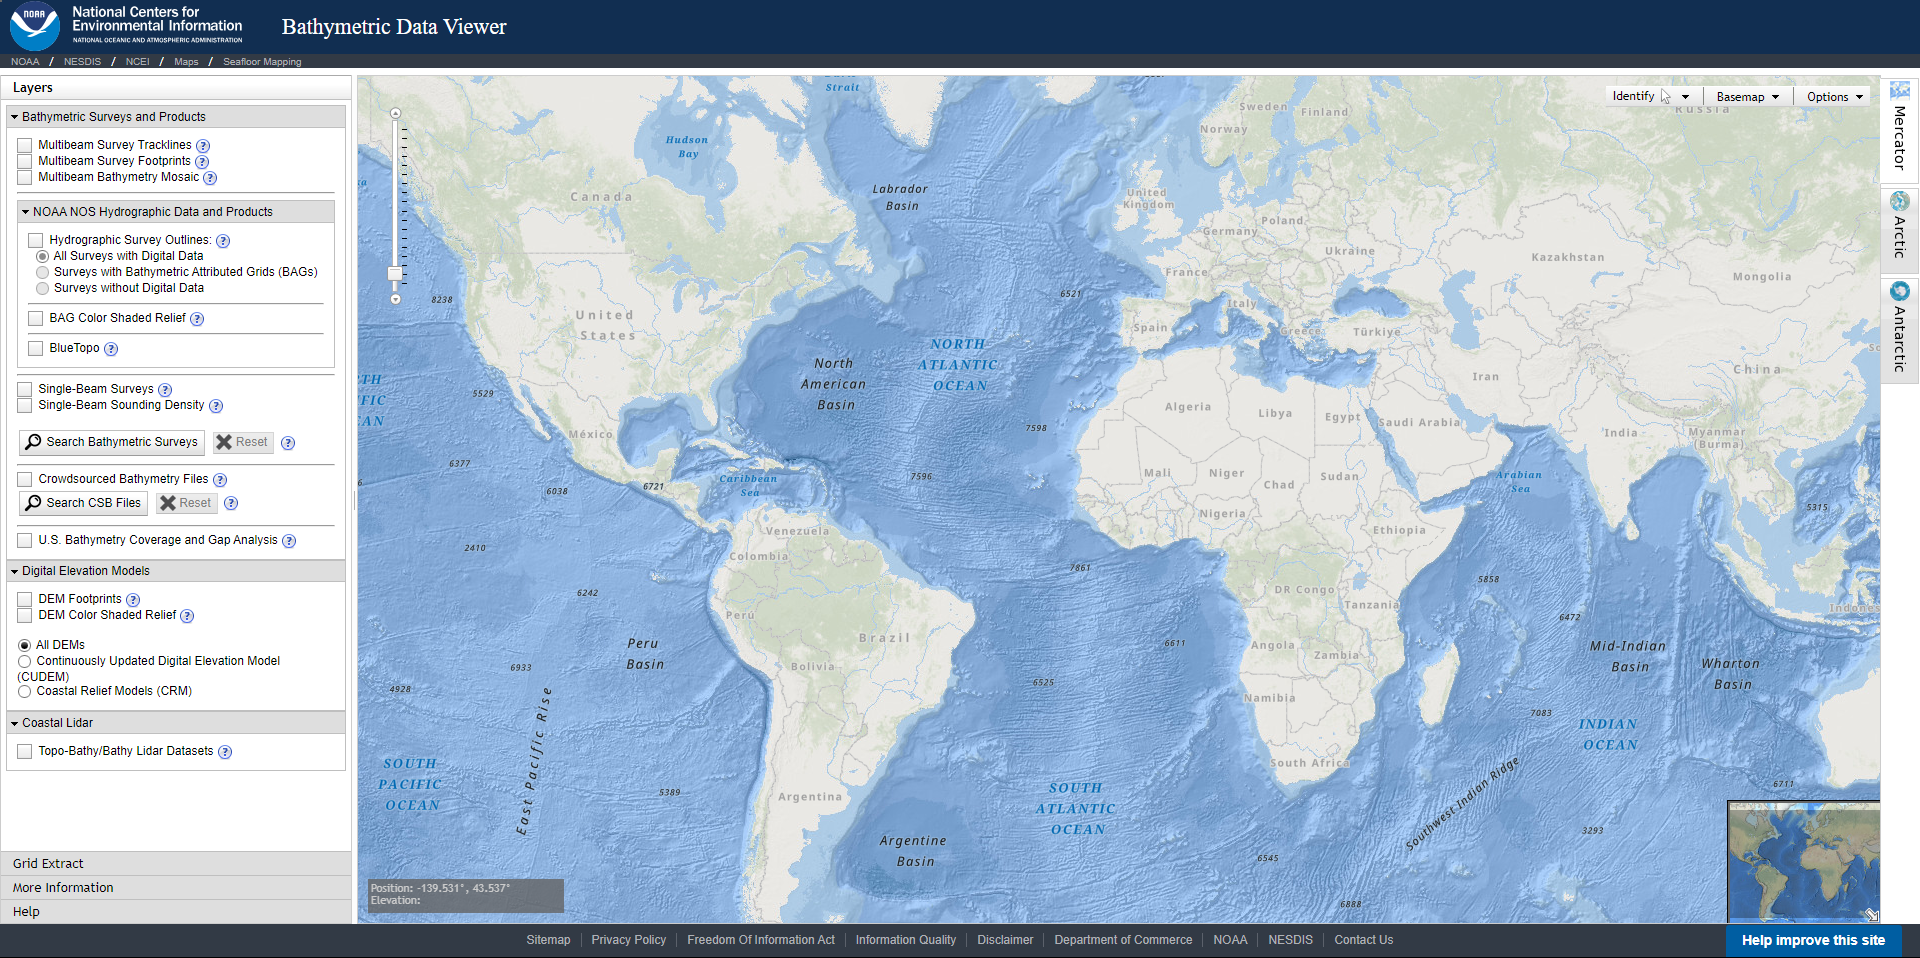 NOAA
National Centers for
Environmental Information
NATIONAL OCEANIC AND ATMOSPHERIC ADMINISTRATION
Bathymetric Data Viewer
NOAA / NESDIS / NCEI / Maps / Seafloor Mapping
Layers
Bathymetric Surveys and Products
Multibeam Survey Tracklines ?
Multibeam Survey Footprints ?
Multibeam Bathymetry Mosaic ?
NOAA NOS Hydrographic Data and Products
Hydrographic Survey Outlines: ?
All Surveys with Digital Data
Surveys with Bathymetric Attributed Grids (BAGs)
Surveys without Digital Data
BAG Color Shaded Relief ?
BlueTopo ?
Single-Beam Surveys ?
Single-Beam Sounding Density ?
Search Bathymetric Surveys Reset ?
Crowdsourced Bathymetry Files ?
Search CSB Files Reset ?
U.S. Bathymetry Coverage and Gap Analysis ?
Digital Elevation Models
DEM Footprints ?
DEM Color Shaded Relief ?
All DEMs
Continuously Updated Digital Elevation Model
(CUDEM)
Coastal Relief Models (CRM)
Coastal Lidar
Topo-Bathy/Bathy Lidar Datasets ?
Grid Extract
More Information
Help
Identify Basemap Options
Mercator
Arctic
Antarctic
Strait
Hudson
Bay
Canada
Labrador
Basin
Sweden
Finland
Norway
Russia
United
Kingdom
Poland
Germany
Ukraine
France
Kazakhstan
Mongolia
8238
6521
United
States
Italy
Spain
Greece
Türkiye
NORTH
ATLANTIC
OCEAN
North
American
Basin
Iran
China
5529
Algeria
Libya
Egypt
Saudi Arabia
México
7598
India
Myanmar
(Burma)
6377
6038
6721
Caribbean
Sea
7596
Mali
Niger
Chad
Sudan
Arabian
Sea
5315
Nigeria
Ethiopia
Venezuela
Colombia
2410
7861
5858
6242
DR Congo
Tanzania
6472
Perú
Peru
Basin
Brazil
6611
Angola
Zambia
Mid-Indian
Basin
Wharton
Basin
6933
Bolivia
4928
6525
Namibia
7083
INDIAN
OCEAN
East Pacific Rise
SOUTH
PACIFIC
OCEAN
5389
Argentina
SOUTH
ATLANTIC
OCEAN
South Africa
Southwest Indian Ridge
6711
3293
Argentine
Basin
6545
6888
Position: -139.531°, 43.537°
Elevation:
Sitemap Privacy Policy Freedom Of Information Act Information Quality Disclaimer Department of Commerce NOAA NESDIS Contact Us
Help improve this site